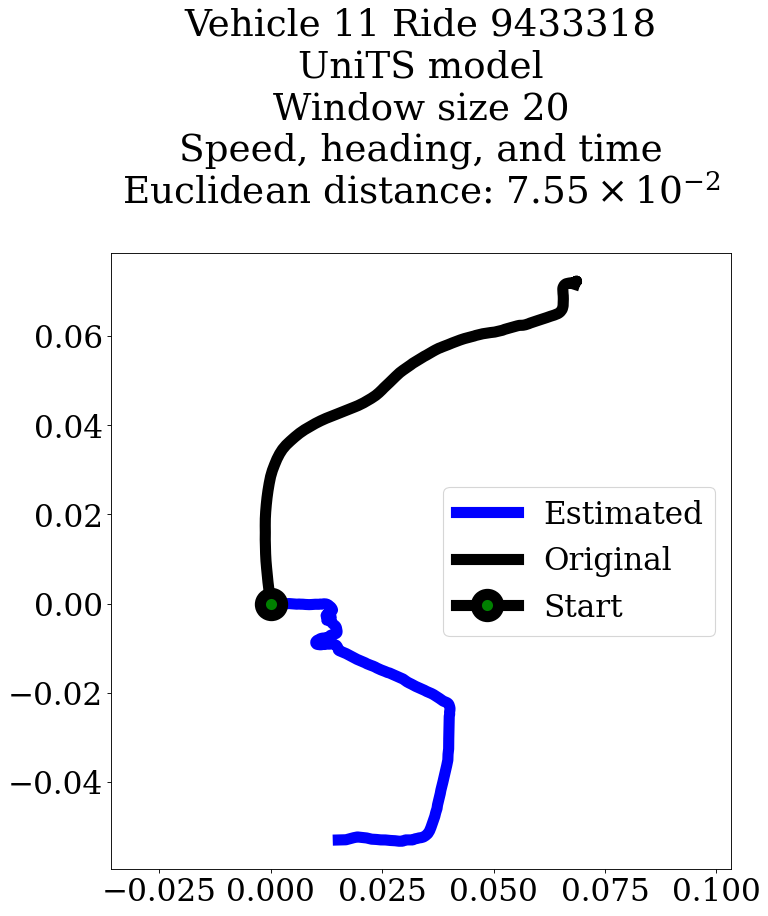 Vehicle 11 Ride 9433318
UniTS model
Window size 20
Speed, heading, and time
Euclidean distance: 7.55 × 10⁻²
0.06
0.04
0.02
0.00
−0.02
−0.04
Estimated
Original
Start
−0.025 0.000 0.025 0.050 0.075 0.100